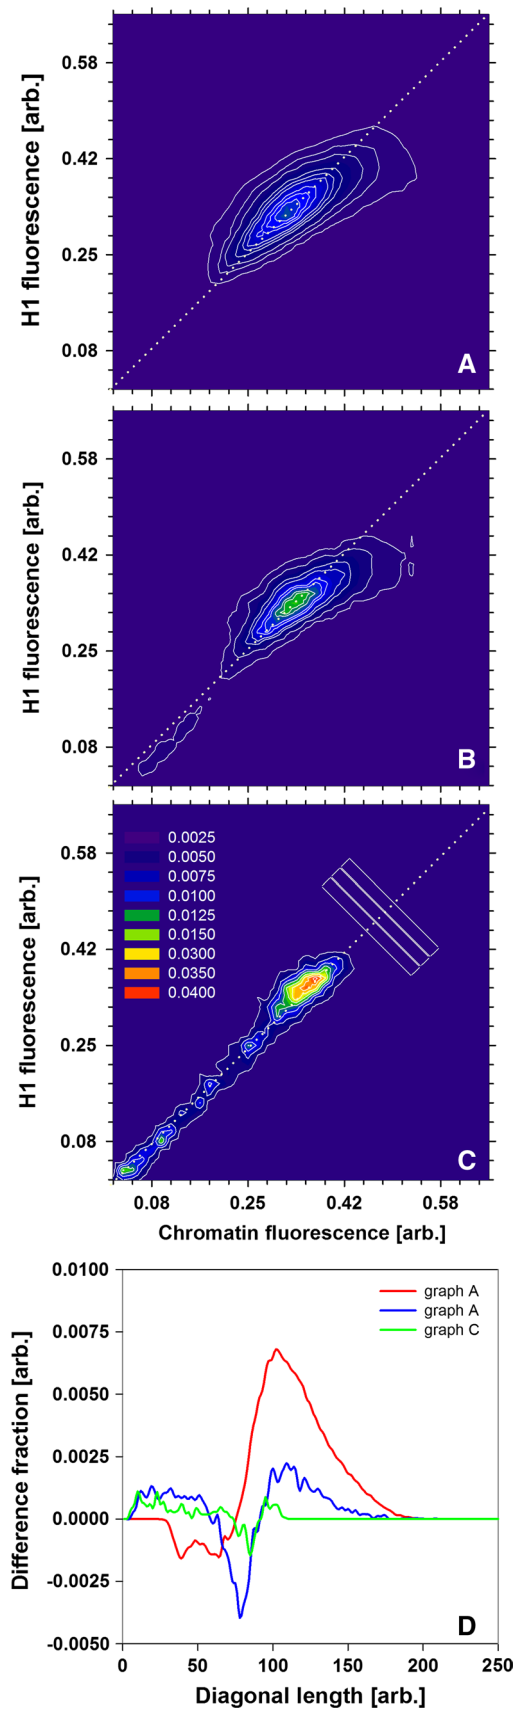 H1 fluorescence [arb.]
0.58
0.42
0.25
0.08
A
H1 fluorescence [arb.]
0.58
0.42
0.25
0.08
B
H1 fluorescence [arb.]
0.58
0.42
0.25
0.08
0.0025
0.0050
0.0075
0.0100
0.0125
0.0150
0.0300
0.0350
0.0400
C
0.08 0.25 0.42 0.58
Chromatin fluorescence [arb.]
Difference fraction [arb.]
0.0100
0.0075
0.0050
0.0025
0.0000
-0.0025
-0.0050
graph A
graph A
graph C
D
0 50 100 150 200 250
Diagonal length [arb.]